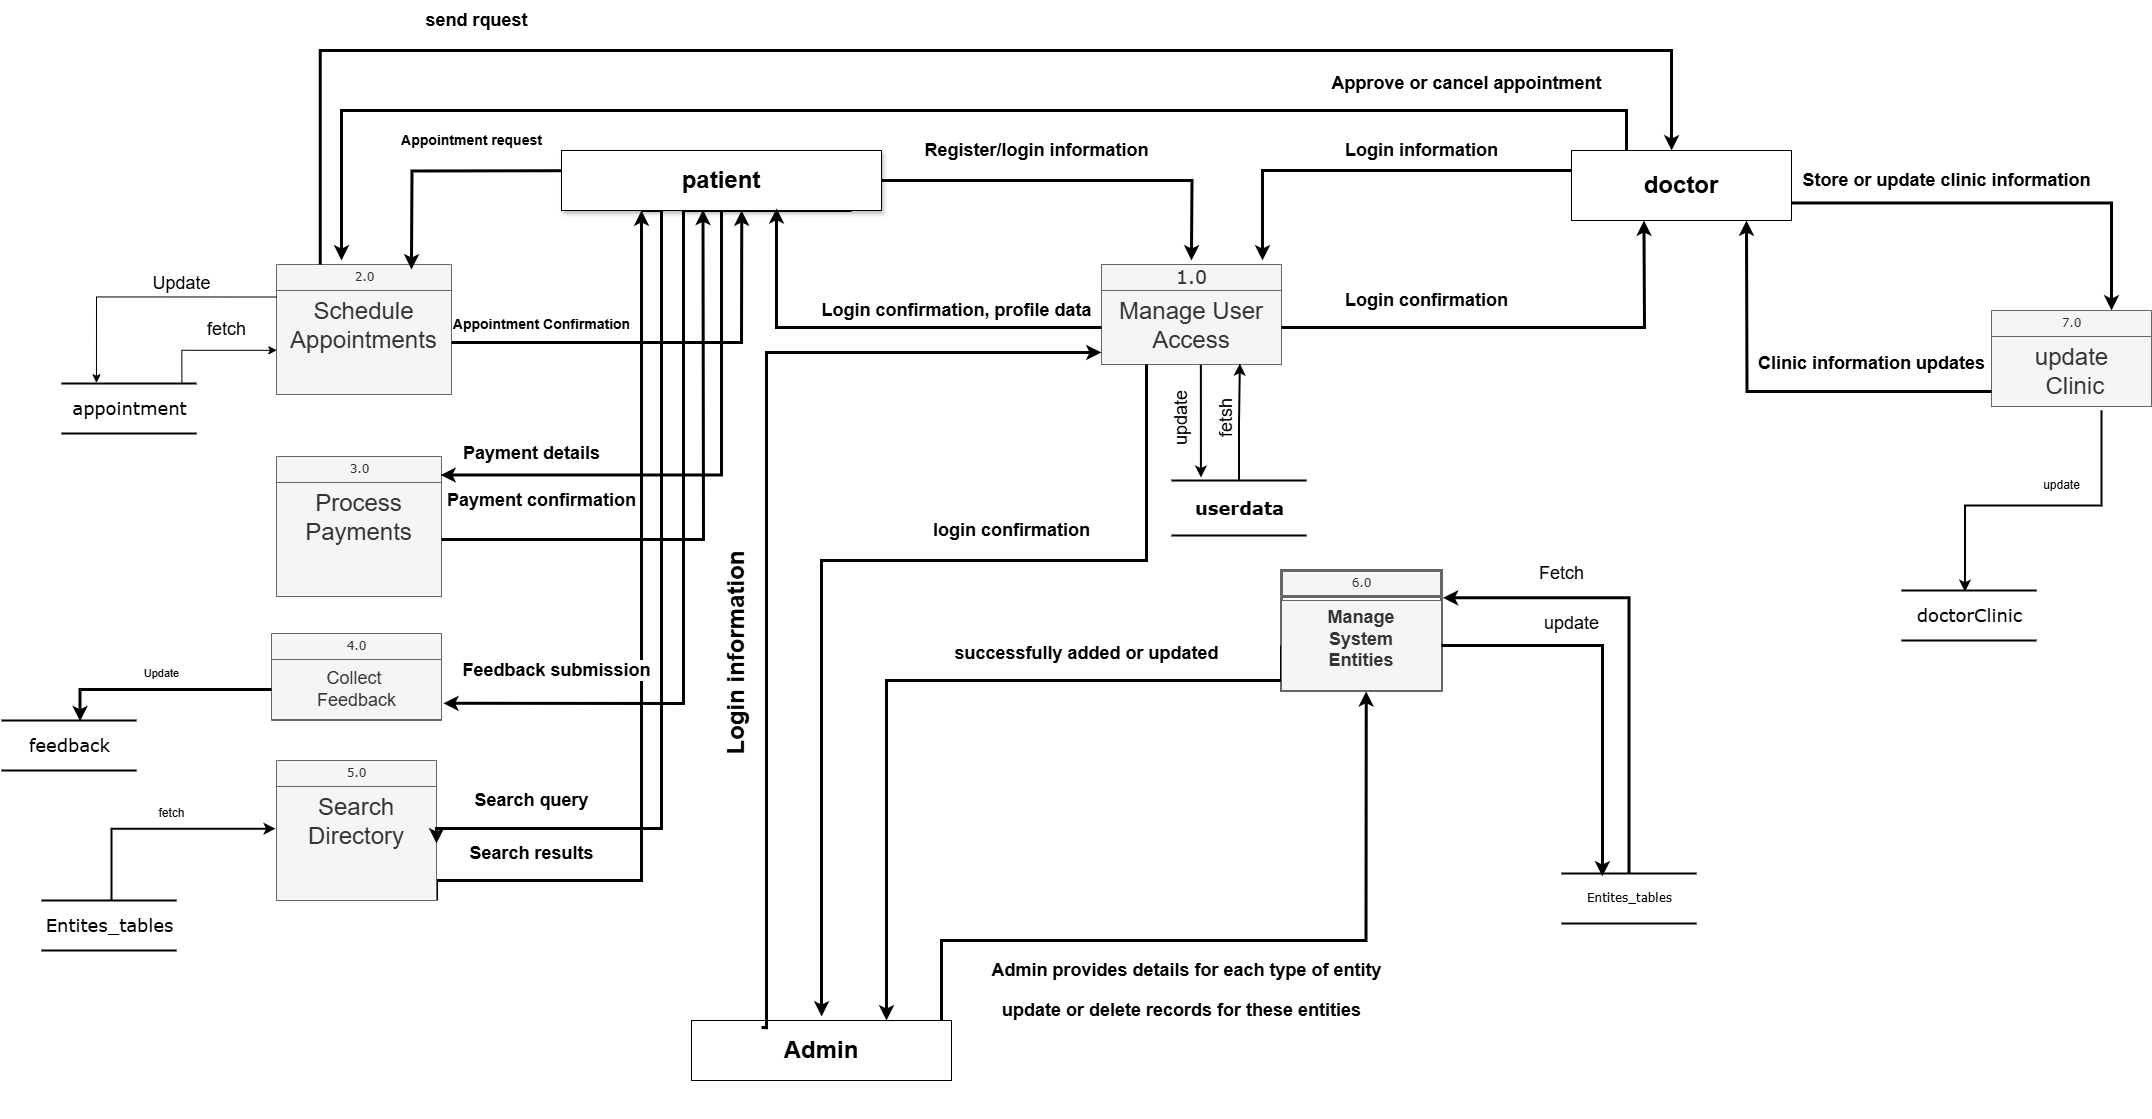 send rquest
Approve or cancel appointment
Appointment request
Register/login information
Login information
patient
doctor
Store or update clinic information
2.0
Schedule
Appointments
Update
fetch
appointment
Appointment Confirmation
Login confirmation, profile data
1.0
Manage User
Access
Login confirmation
7.0
update
Clinic
Clinic information updates
update
fetsh
userdata
3.0
Process
Payments
Payment details
Payment confirmation
login confirmation
Login information
update
doctorClinic
6.0
Manage
System
Entities
Fetch
update
4.0
Collect
Feedback
Feedback submission
Update
feedback
successfully added or updated
5.0
Search
Directory
Search query
Search results
fetch
Entites_tables
Entites_tables
Admin provides details for each type of entity
update or delete records for these entities
Admin